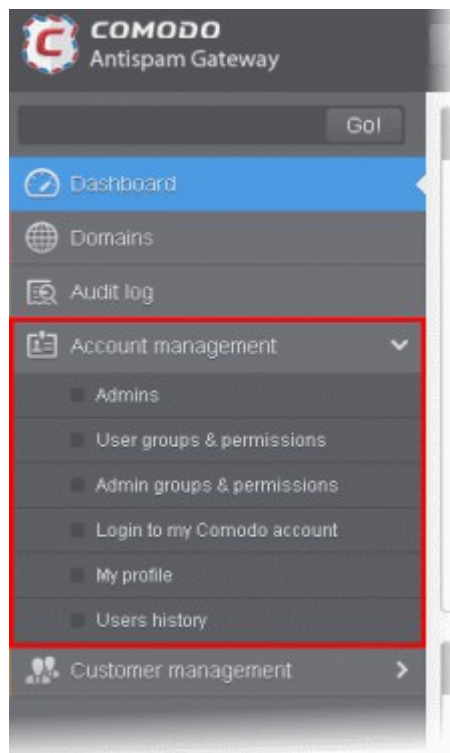 COMODO
Antispam Gateway
Go!
Dashboard
Domains
Audit log
Account management
Admins
User groups & permissions
Admin groups & permissions
Login to my Comodo account
My profile
Users history
Customer management